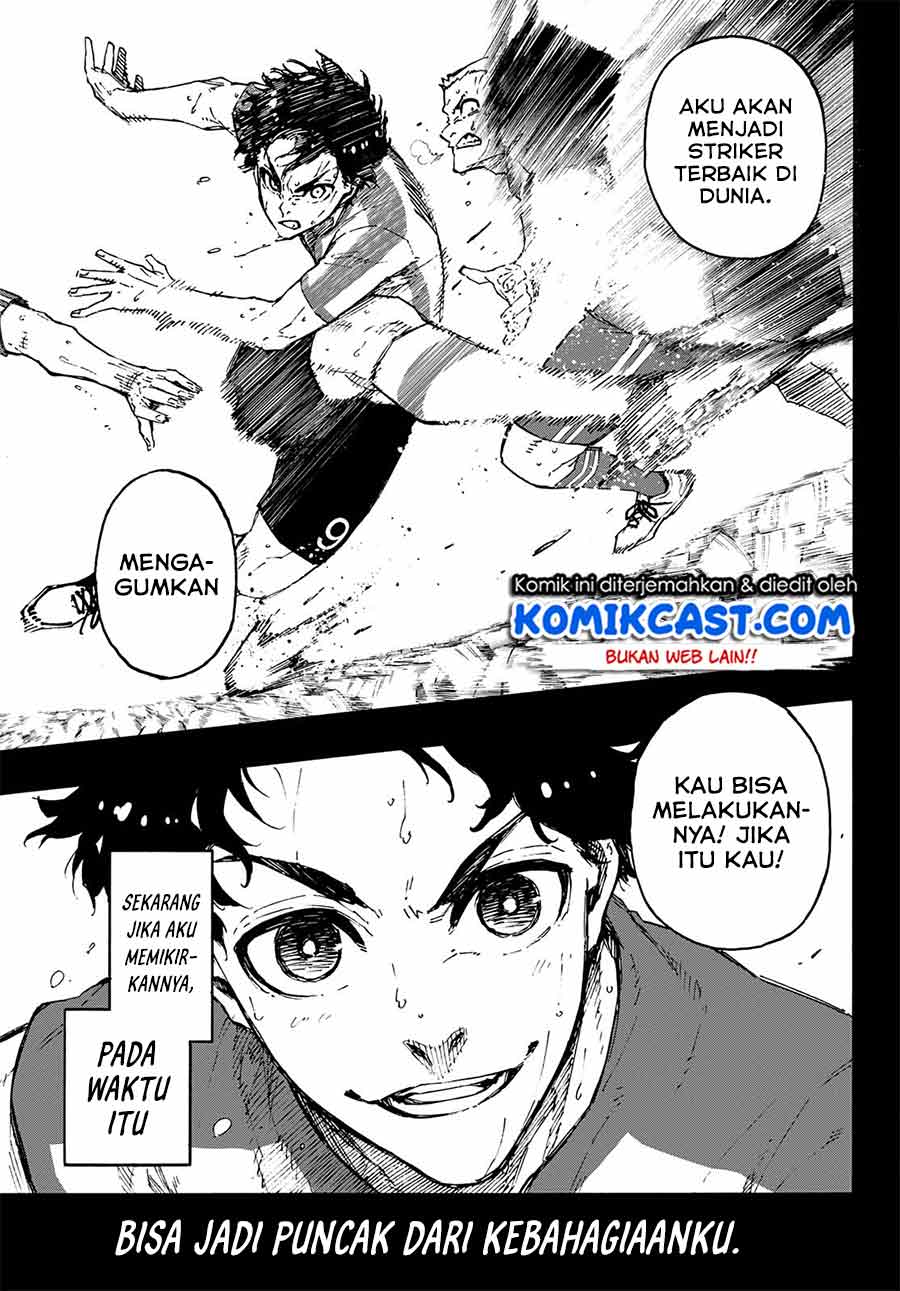 AKU AKAN
MENJADI
STRIKER
TERBAIK DI
DUNIA.
MENGA-
GUMKAN
9
Komik ini diterjemahkan & diedit oleh
KOMIKCAST.COM
BUKAN WEB LAIN!!
KAU BISA
MELAKUKAN-
NYA! JIKA
ITU KAU!
SEKARANG
JIKA AKU
MEMIKIR-
KANNYA,
PADA
WAKTU
ITU
BISA JADI PUNCAK DARI KEBAHAGIAANKU.